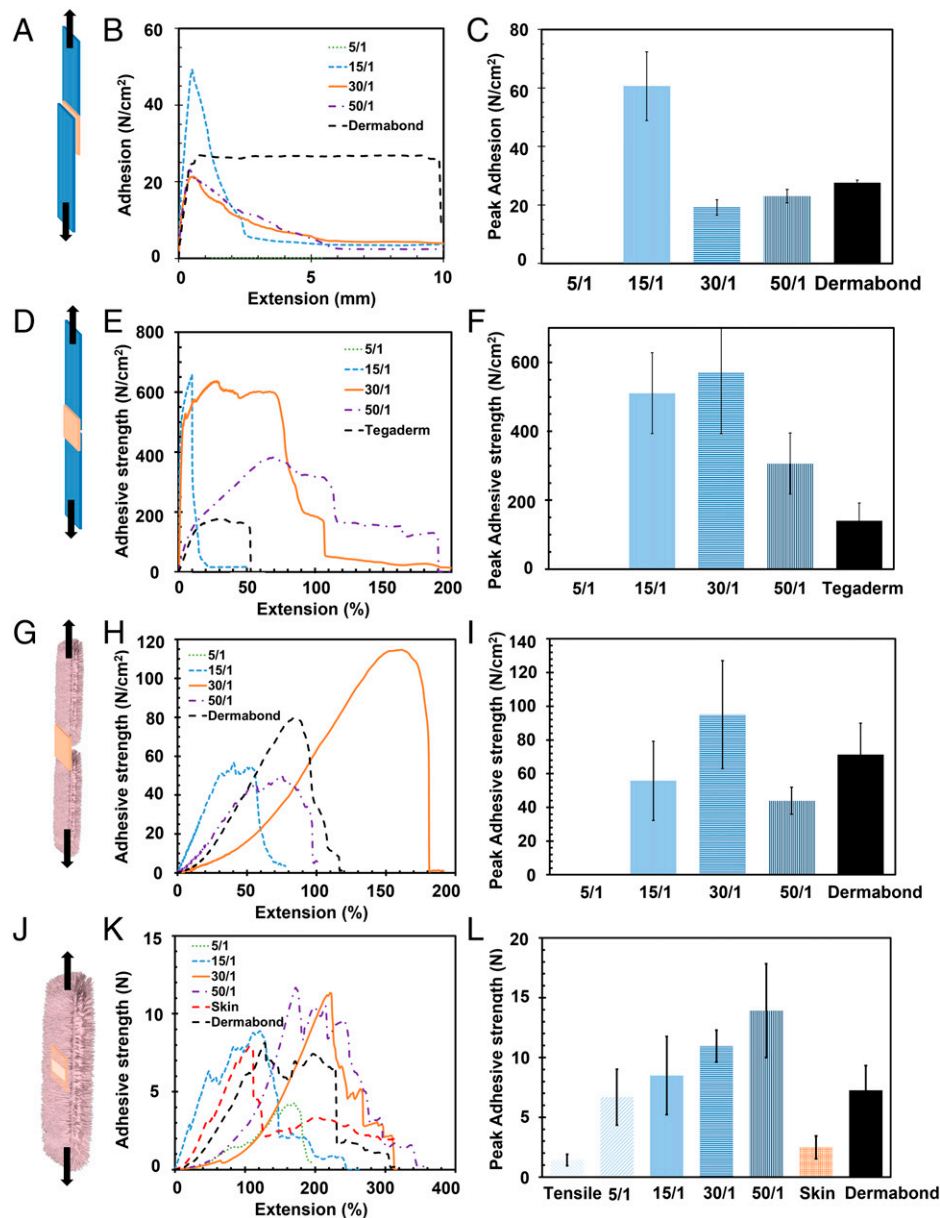 A
B
C
Adhesion (N/cm²)
60
40
20
0
0
5
10
Extension (mm)
5/1
15/1
30/1
50/1
Dermabond
Peak Adhesion (N/cm²)
80
60
40
20
0
5/1 15/1 30/1 50/1 Dermabond
D
E
F
Adhesive strength (N/cm²)
800
600
400
200
0
0 50 100 150 200
Extension (%)
5/1
15/1
30/1
50/1
Tegaderm
Peak Adhesive strength (N/cm²)
600
400
200
0
5/1 15/1 30/1 50/1 Tegaderm
G
H
I
Adhesive strength (N/cm²)
120
100
80
60
40
20
0
0 50 100 150 200
Extension (%)
5/1
15/1
30/1
50/1
Dermabond
Peak Adhesive strength (N/cm²)
140
120
100
80
60
40
20
0
5/1 15/1 30/1 50/1 Dermabond
J
K
L
Adhesive strength (N)
15
10
5
0
0 100 200 300 400
Extension (%)
5/1
15/1
30/1
50/1
Skin
Dermabond
Peak Adhesive strength (N)
20
15
10
5
0
Tensile 5/1 15/1 30/1 50/1 Skin Dermabond